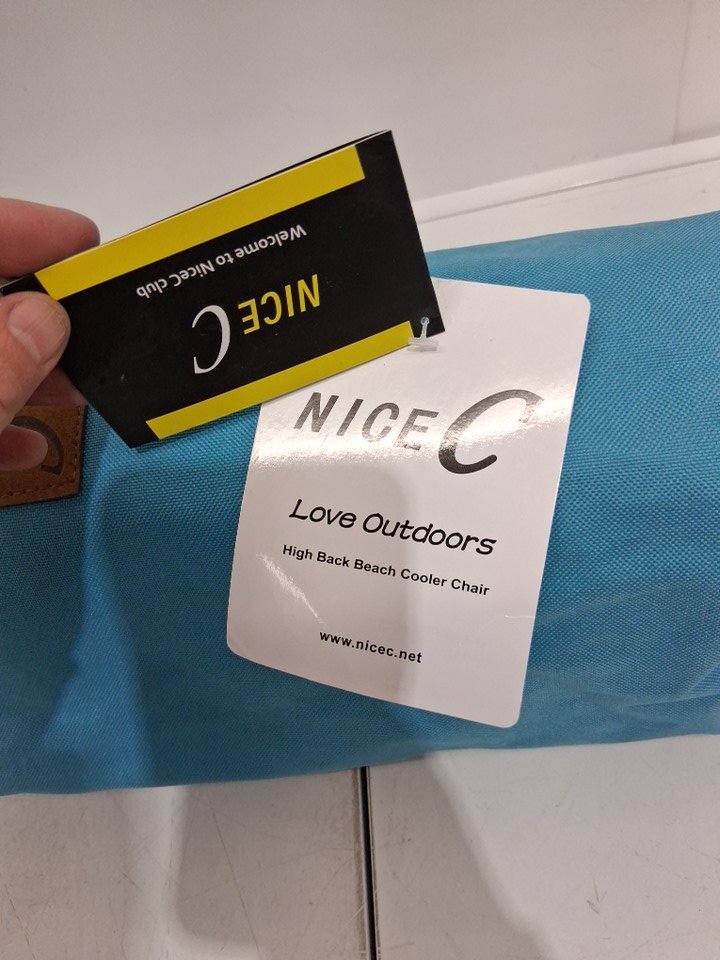 Welcome to NiceC club
NICE C
NICE C
Love Outdoors
High Back Beach Cooler Chair
www.nicec.net